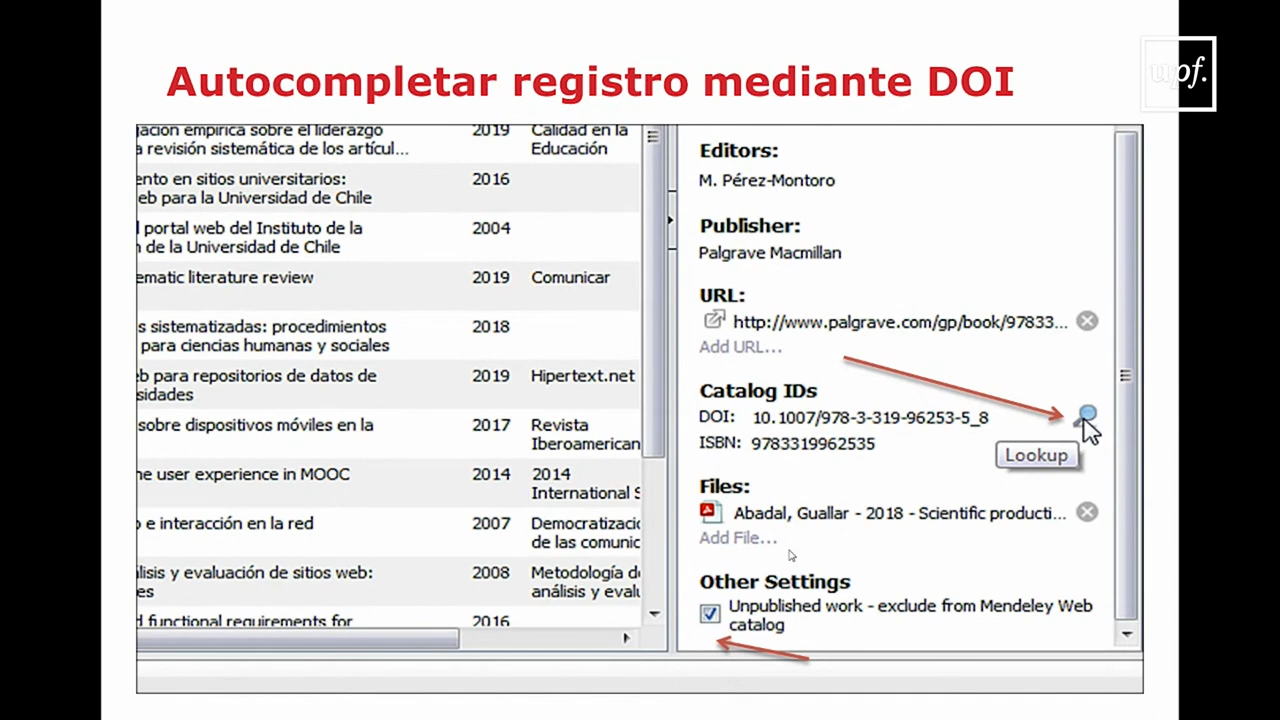 Autocompletar registro mediante DOI
upf.
gación empírica sobre el liderazgo
a revisión sistemática de los artícul...
2019
Calidad en la
Educación
ento en sitios universitarios:
eb para la Universidad de Chile
2016
l portal web del Instituto de la
n de la Universidad de Chile
2004
ematic literature review
2019
Comunicar
s sistematizadas: procedimientos
para ciencias humanas y sociales
2018
eb para repositorios de datos de
sidades
2019
Hipertext.net
sobre dispositivos móviles en la
2017
Revista
Iberoamerican
ne user experience in MOOC
2014
2014
International S
o e interacción en la red
2007
Democratizació
de las comunic
álisis y evaluación de sitios web:
es
2008
Metodología de
análisis y evalu
d functional requirements for
2016
Editors:
M. Pérez-Montoro
Publisher:
Palgrave Macmillan
URL:
http://www.palgrave.com/gp/book/97833...
Add URL...
Catalog IDs
DOI: 10.1007/978-3-319-96253-5_8
ISBN: 9783319962535
Lookup
Files:
Abadal, Guallar - 2018 - Scientific producti...
Add File...
Other Settings
Unpublished work - exclude from Mendeley Web
catalog